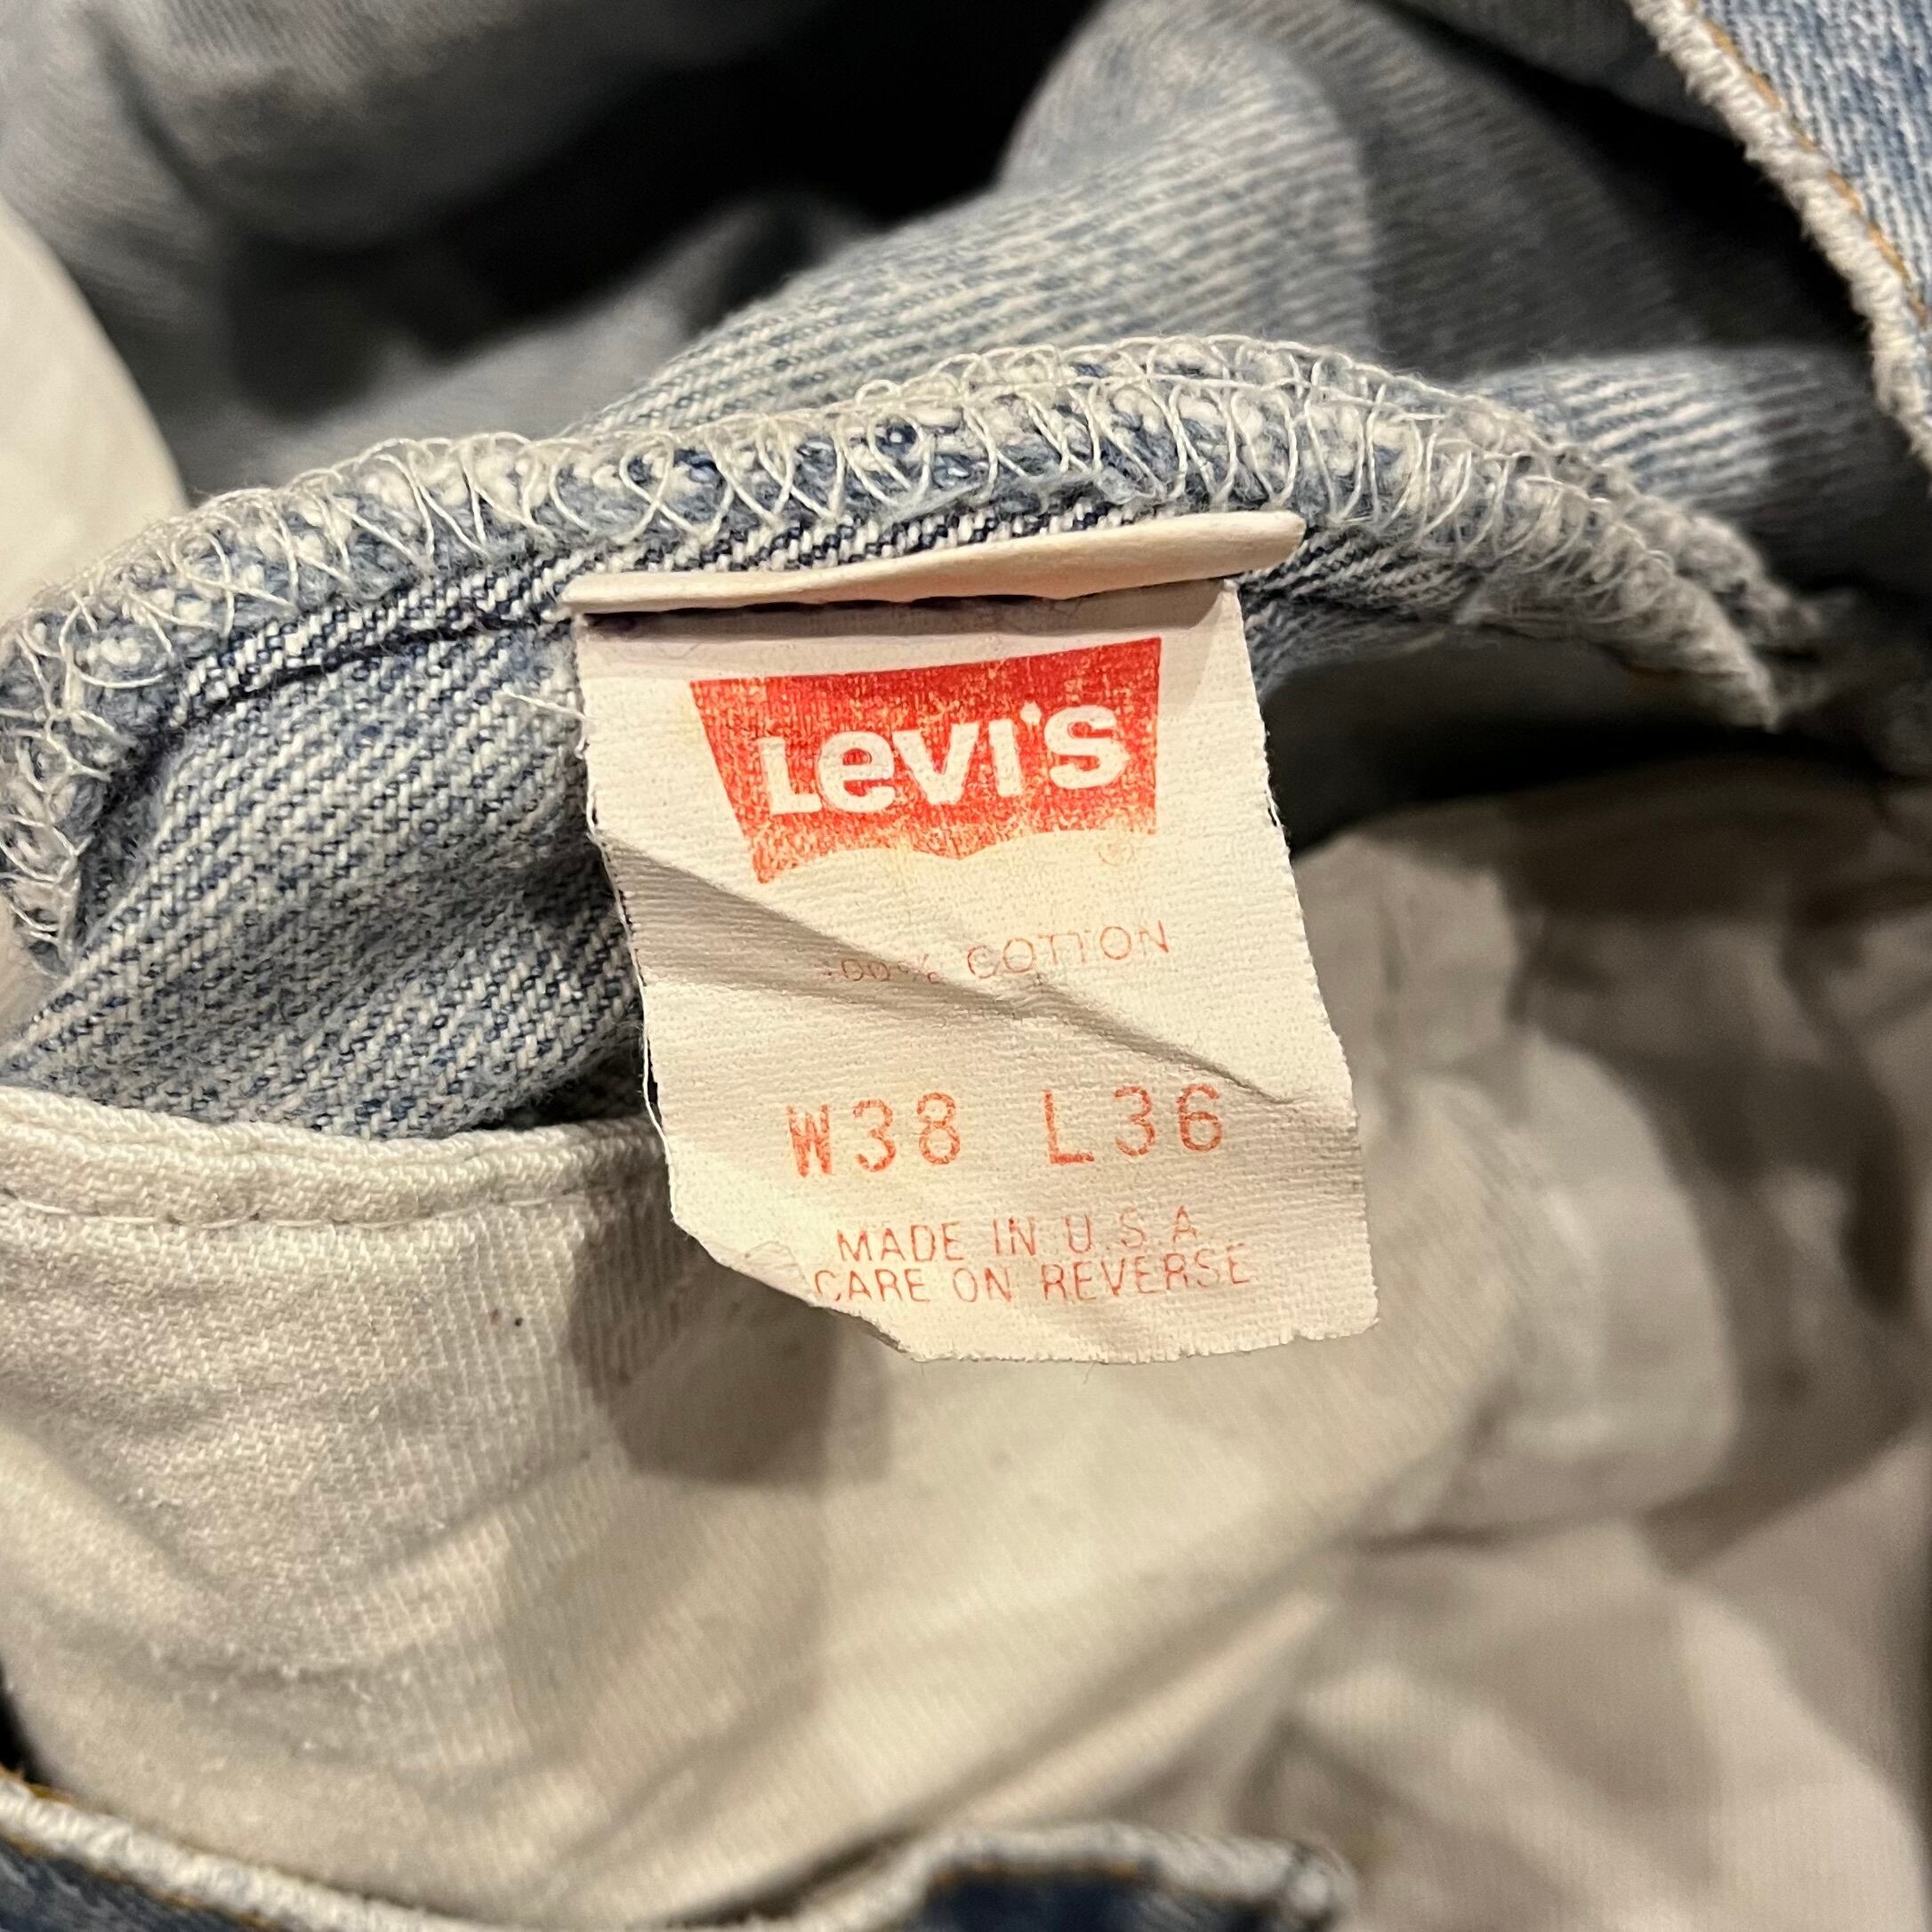 Levi's
100% COTTON
W38 L36
MADE IN U.S.A.
CARE ON REVERSE